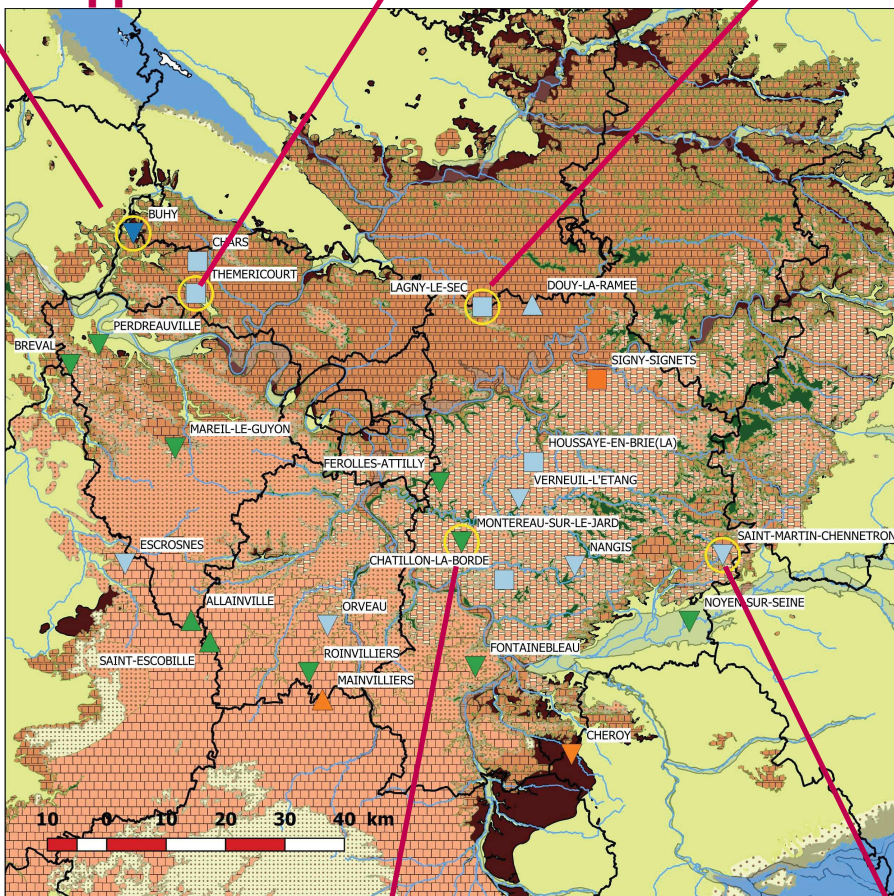 BUHY
CHARS
THEMERICOURT
LAGNY-LE-SEC
DOUY-LA-RAMEE
PERDREAUVILLE
BREVAL
SIGNY-SIGNETS
MAREIL-LE-GUYON
HOUSSAYE-EN-BRIE(LA)
FEROLLES-ATTILLY
VERNEUIL-L'ETANG
MONTEREAU-SUR-LE-JARD
SAINT-MARTIN-CHENNETRON
ESCROSNES
CHATILLON-LA-BORDE
NANGIS
ALLAINVILLE
ORVEAU
NOYEN-SUR-SEINE
SAINT-ESCOBILLE
ROINVILLIERS
FONTAINEBLEAU
MAINVILLIERS
CHEROY
10 0 10 20 30 40 km